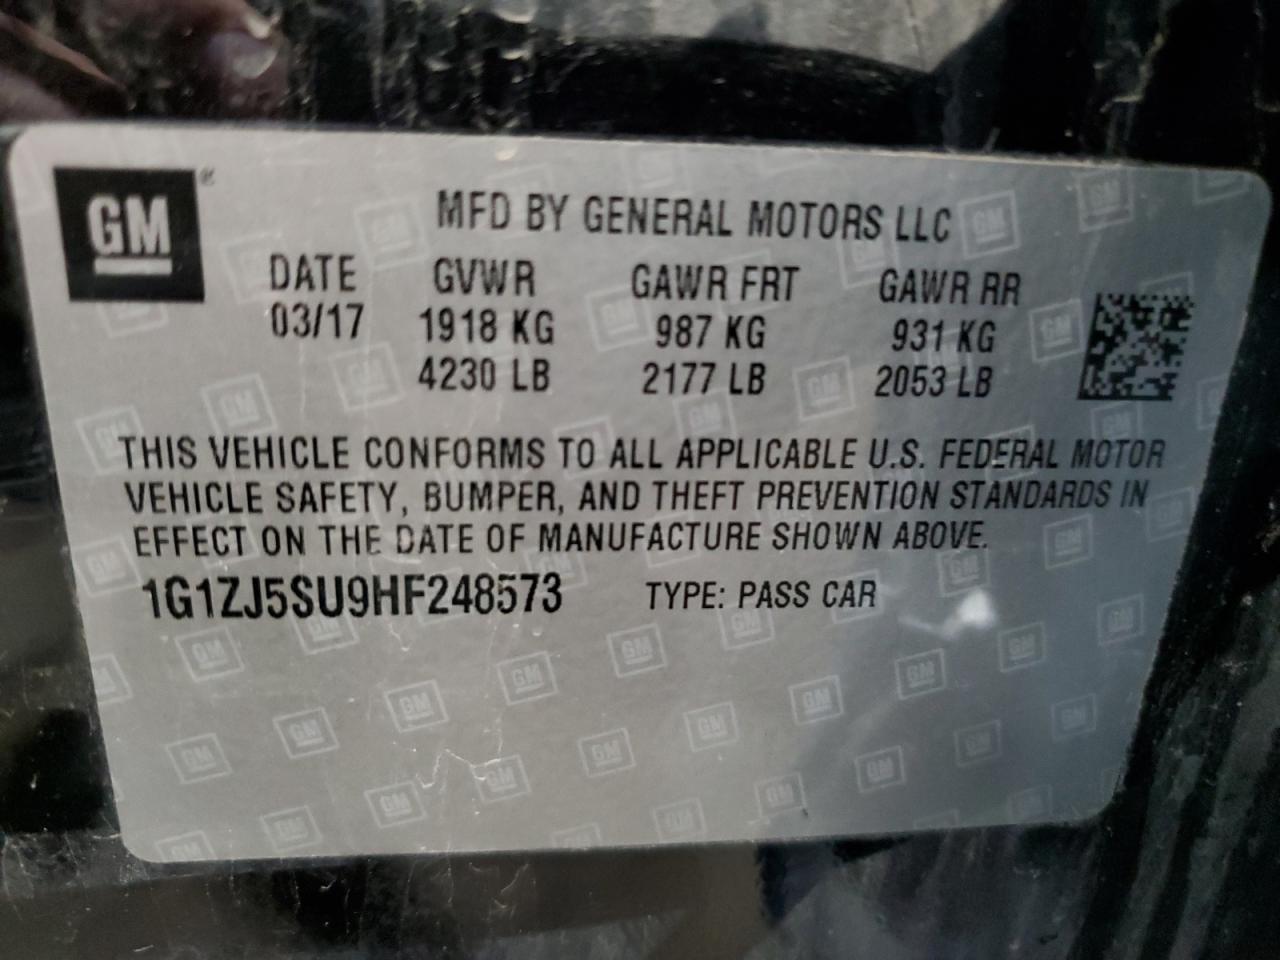 GM ®
MFD BY GENERAL MOTORS LLC
DATE GVWR GAWR FRT GAWR RR
03/17 1918 KG 987 KG 931 KG
4230 LB 2177 LB 2053 LB
THIS VEHICLE CONFORMS TO ALL APPLICABLE U.S. FEDERAL MOTOR
VEHICLE SAFETY, BUMPER, AND THEFT PREVENTION STANDARDS IN
EFFECT ON THE DATE OF MANUFACTURE SHOWN ABOVE.
1G1ZJ5SU9HF248573 TYPE: PASS CAR